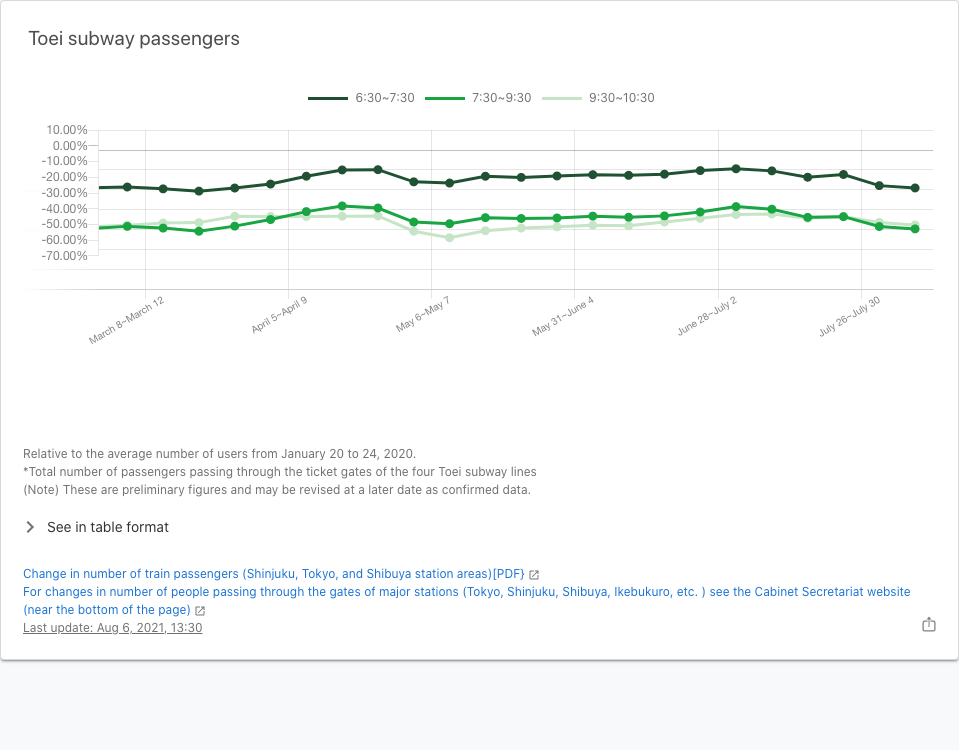 Toei subway passengers
6:30~7:30 7:30~9:30 9:30~10:30
10.00%
0.00%
-10.00%
-20.00%
-30.00%
-40.00%
-50.00%
-60.00%
-70.00%
March 8~March 12
April 5~April 9
May 6~May 7
May 31~June 4
June 28~July 2
July 26~July 30
Relative to the average number of users from January 20 to 24, 2020.
*Total number of passengers passing through the ticket gates of the four Toei subway lines
(Note) These are preliminary figures and may be revised at a later date as confirmed data.
See in table format
Change in number of train passengers (Shinjuku, Tokyo, and Shibuya station areas)[PDF}
For changes in number of people passing through the gates of major stations (Tokyo, Shinjuku, Shibuya, Ikebukuro, etc. ) see the Cabinet Secretariat website
(near the bottom of the page)
Last update: Aug 6, 2021, 13:30